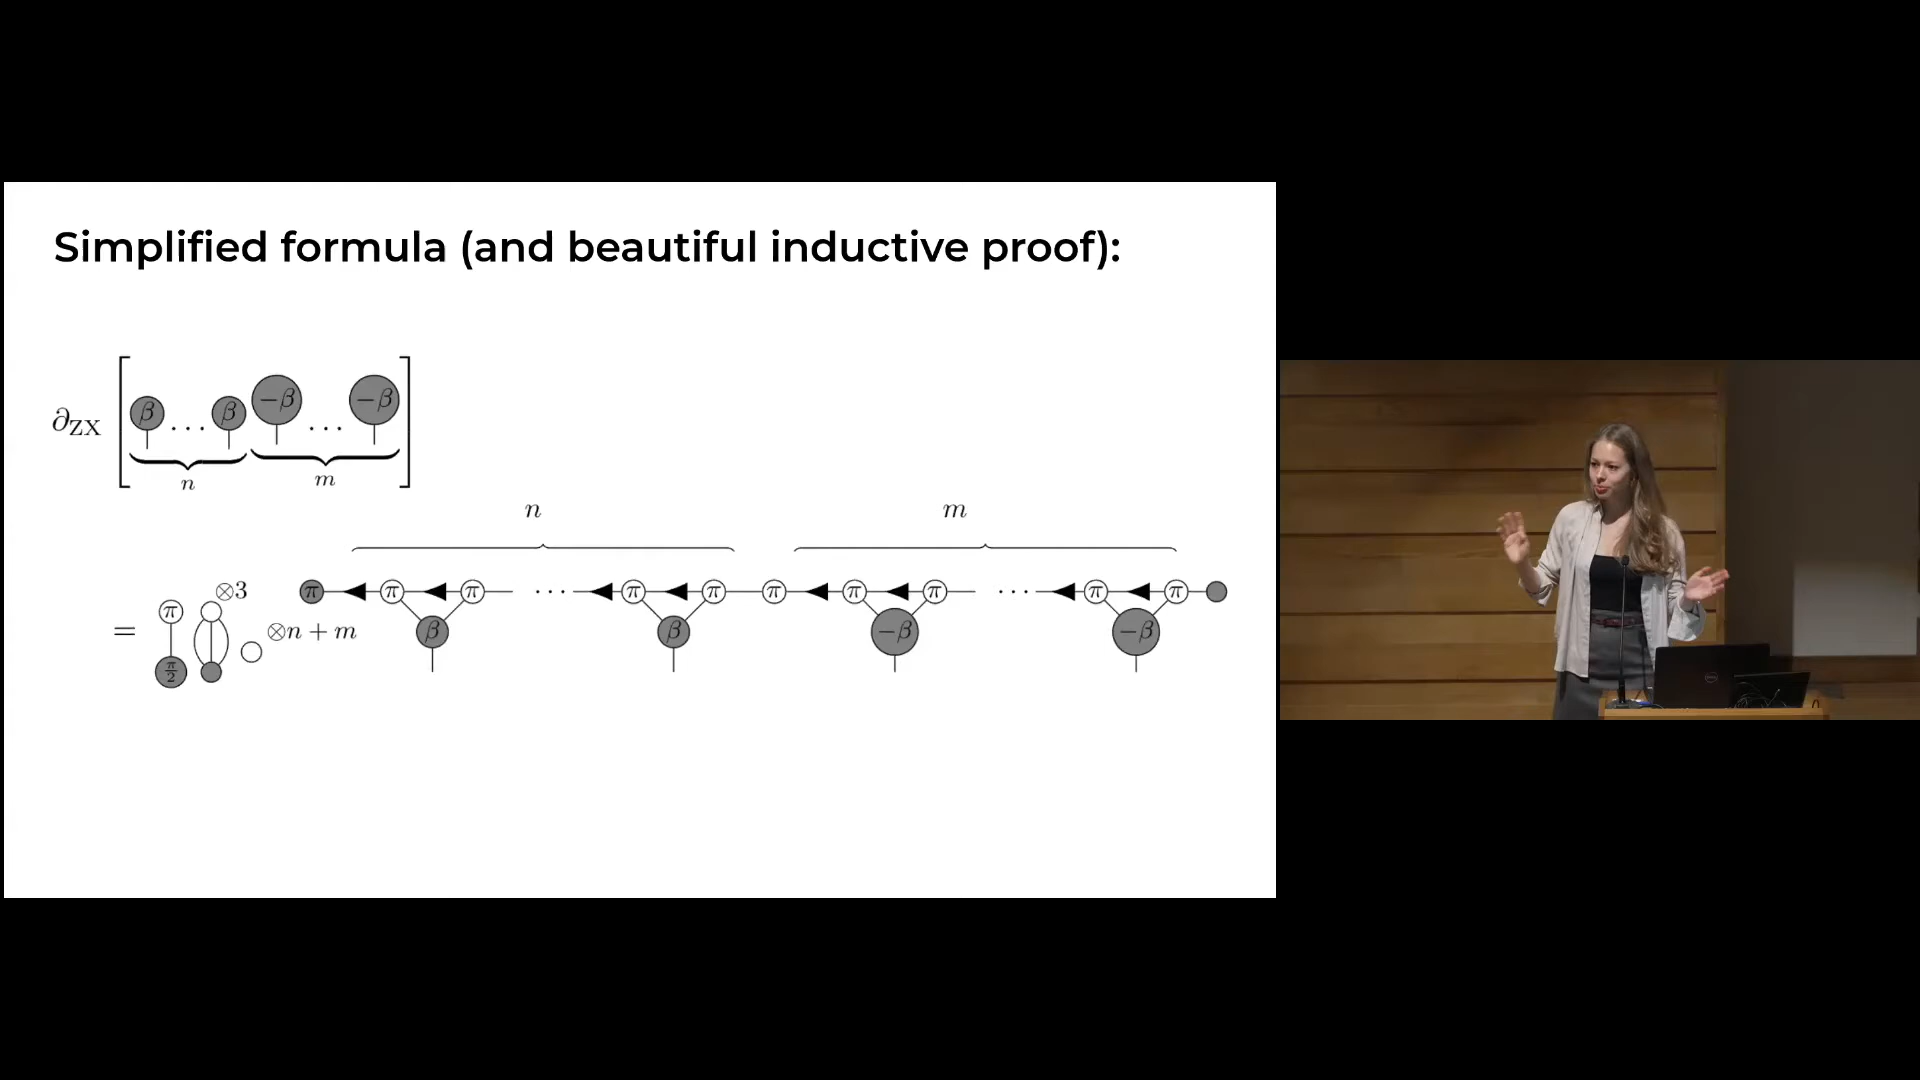 Simplified formula (and beautiful inductive proof):
∂ZX [ β ... β −β ... −β ]
n m
n m
= π π/2 ⊗3 ⊗n + m π π π ... π π π π π ... π π
β β −β −β